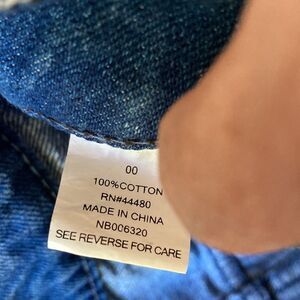 00
100%COTTON
RN#44480
MADE IN CHINA
NB006320
SEE REVERSE FOR CARE